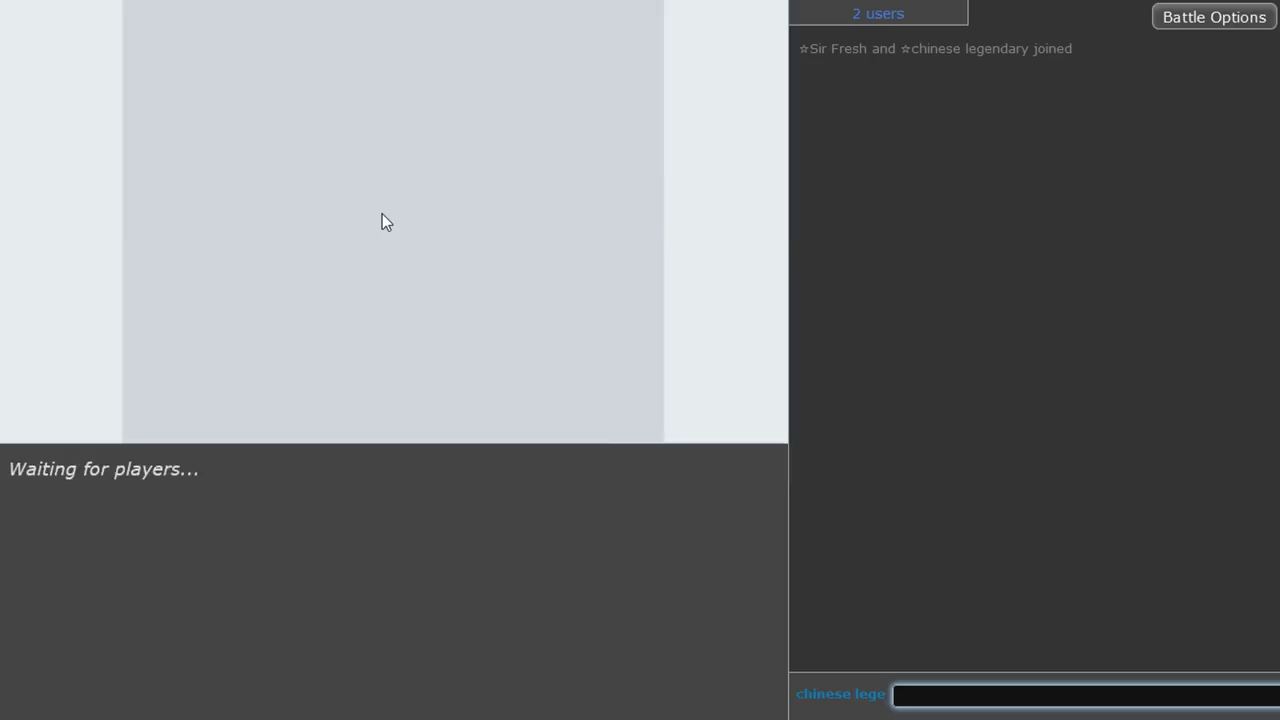 2 users
Battle Options
☆Sir Fresh and ☆chinese legendary joined
Waiting for players...
chinese lege